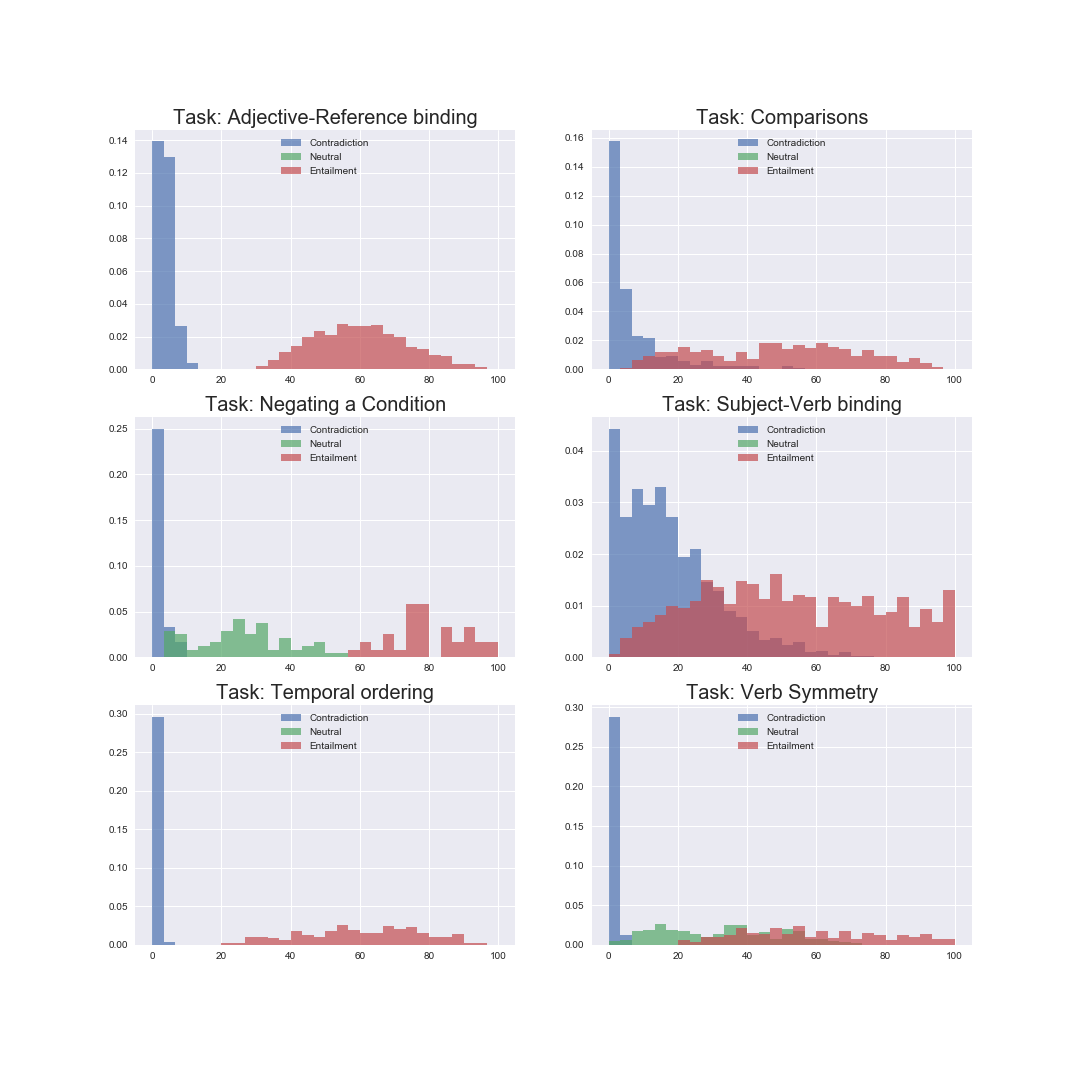 Task: Adjective-Reference binding
Contradiction
Neutral
Entailment
0.14
0.12
0.10
0.08
0.06
0.04
0.02
0.00
0 20 40 60 80 100
Task: Comparisons
Contradiction
Neutral
Entailment
0.16
0.14
0.12
0.10
0.08
0.06
0.04
0.02
0.00
0 20 40 60 80 100
Task: Negating a Condition
Contradiction
Neutral
Entailment
0.25
0.20
0.15
0.10
0.05
0.00
0 20 40 60 80 100
Task: Subject-Verb binding
Contradiction
Neutral
Entailment
0.04
0.03
0.02
0.01
0.00
0 20 40 60 80 100
Task: Temporal ordering
Contradiction
Neutral
Entailment
0.30
0.25
0.20
0.15
0.10
0.05
0.00
0 20 40 60 80 100
Task: Verb Symmetry
Contradiction
Neutral
Entailment
0.30
0.25
0.20
0.15
0.10
0.05
0.00
0 20 40 60 80 100